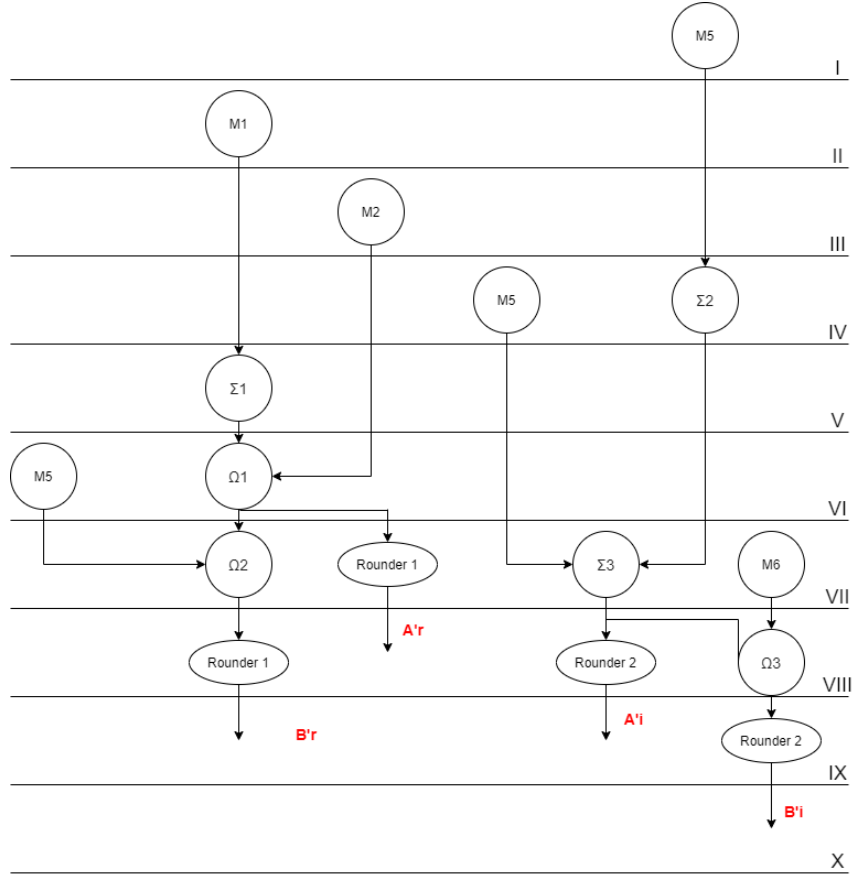 M5
I
M1
II
M2
III
M5
Σ2
IV
Σ1
V
M5
Ω1
VI
Ω2
Rounder 1
Σ3
M6
VII
A'r
Rounder 1
Rounder 2
Ω3
VIII
B'r
A'i
Rounder 2
IX
B'i
X